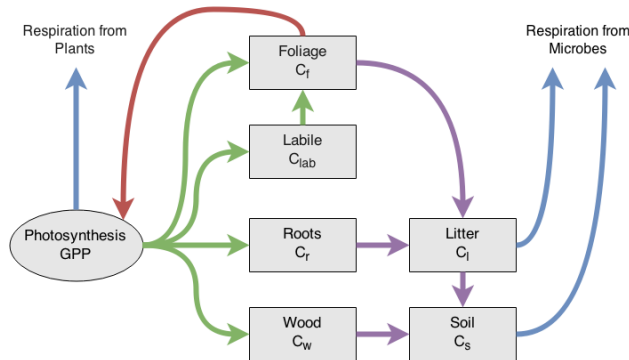 Respiration from
Plants
Respiration from
Microbes
Foliage
Cf
Labile
Clab
Photosynthesis
GPP
Roots
Cr
Litter
Cl
Wood
Cw
Soil
Cs